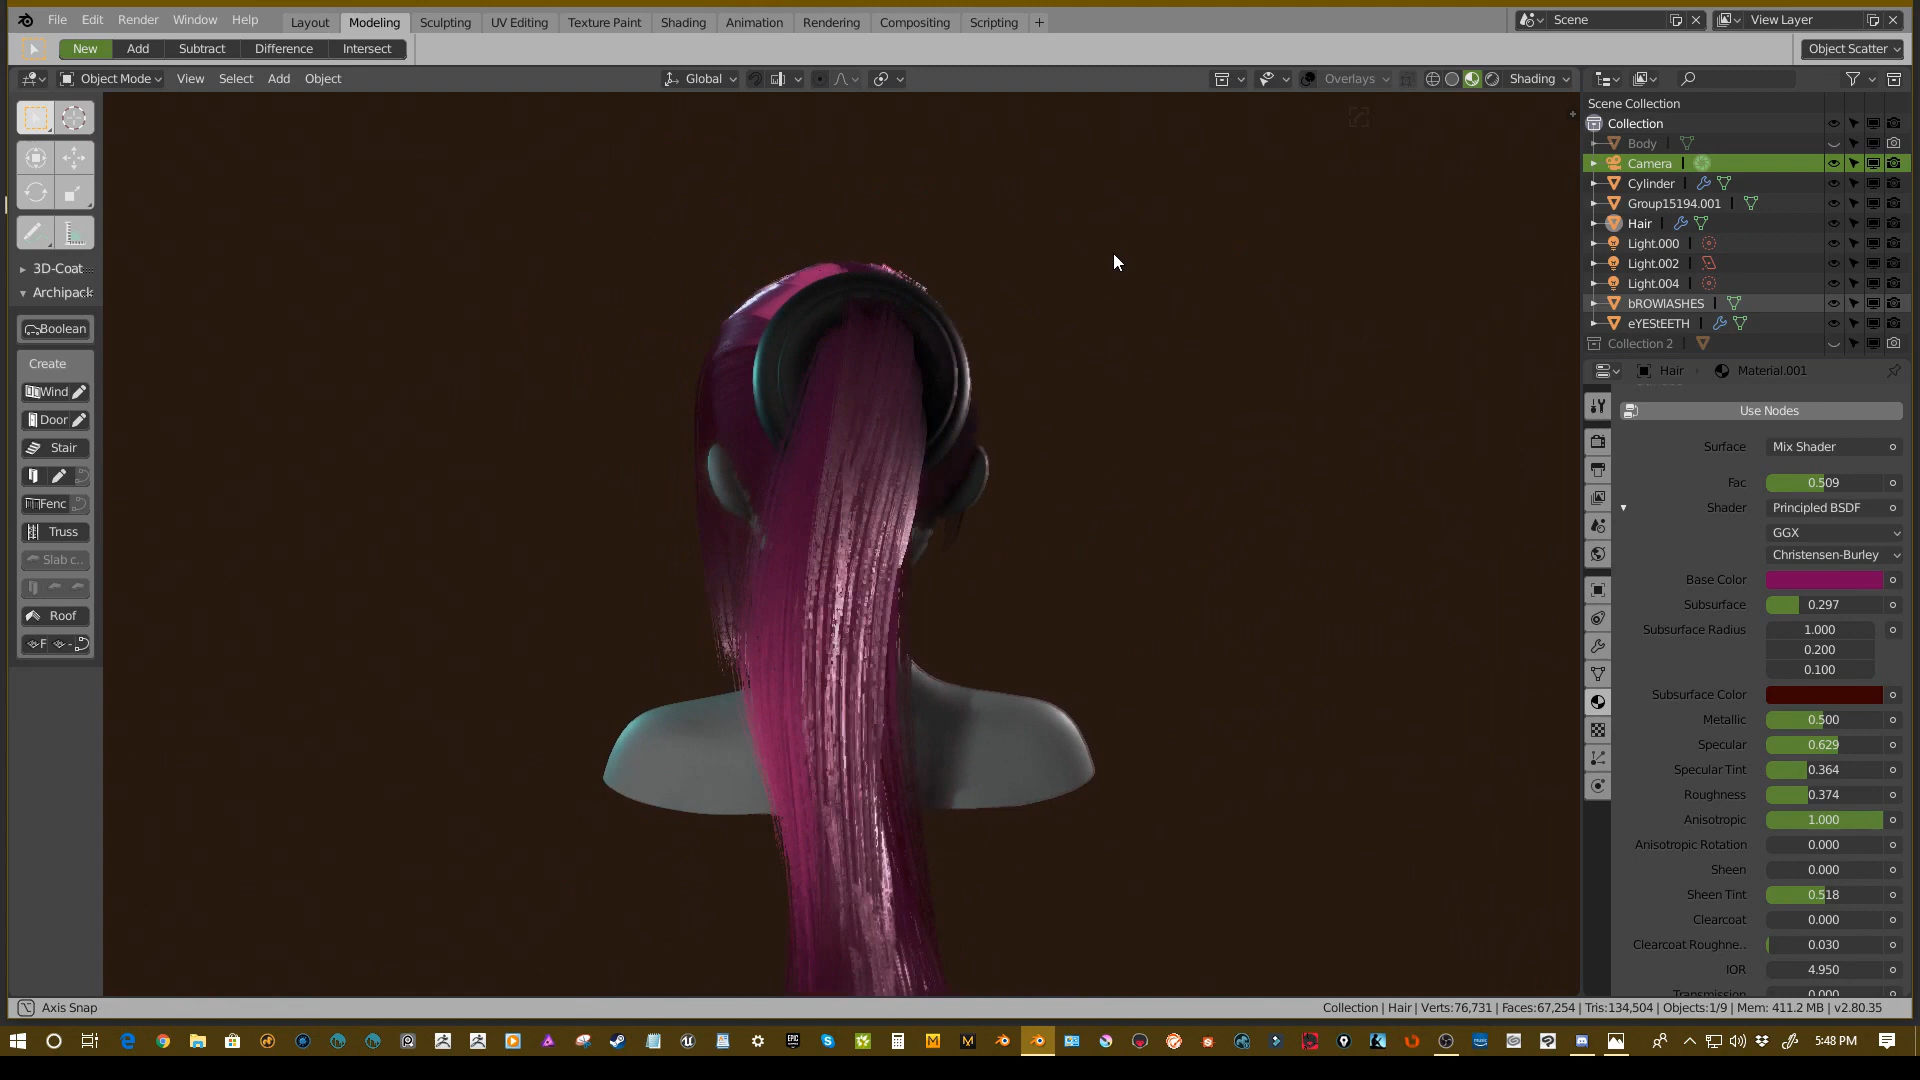 File Edit Render Window Help
Layout Modeling Sculpting UV Editing Texture Paint Shading Animation Rendering Compositing Scripting +
Scene
View Layer
New Add Subtract Difference Intersect
Object Scatter
Object Mode View Select Add Object
Global
Overlays
Shading
3D-Coat
Archipack
Boolean
Create
Wind
Door
Stair
Fenc
Truss
Slab c..
Roof
F
Scene Collection
Collection
Body
Camera
Cylinder
Group15194.001
Hair
Light.000
Light.002
Light.004
bROWlASHES
eYEStEETH
Collection 2
Hair Material.001
Use Nodes
Surface Mix Shader
Fac 0.509
Shader Principled BSDF
GGX
Christensen-Burley
Base Color
Subsurface 0.297
Subsurface Radius 1.000
0.200
0.100
Subsurface Color
Metallic 0.500
Specular 0.629
Specular Tint 0.364
Roughness 0.374
Anisotropic 1.000
Anisotropic Rotation 0.000
Sheen 0.000
Sheen Tint 0.518
Clearcoat 0.000
Clearcoat Roughne.. 0.030
IOR 4.950
Transmission 0.000
Axis Snap
Collection | Hair | Verts:76,731 | Faces:67,254 | Tris:134,504 | Objects:1/9 | Mem: 411.2 MB | v2.80.35
5:48 PM